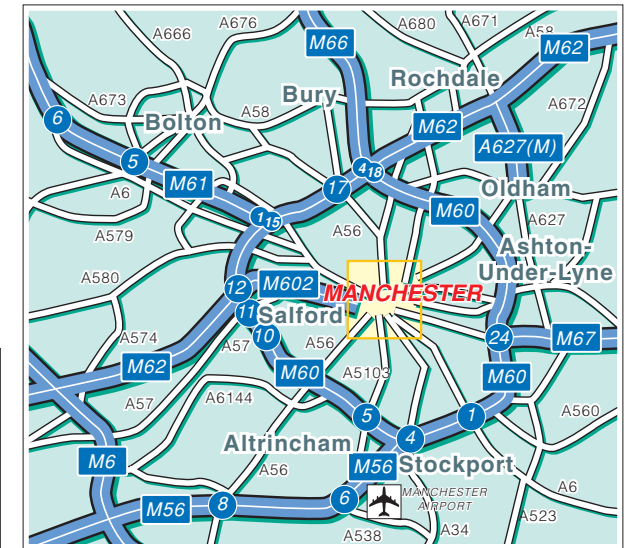 A666
A676
M66
A680
A671
A58
M62
Rochdale
Bury
A673
A58
A672
6
Bolton
M62
A627(M)
5
4
18
A6
M61
17
Oldham
M60
1
15
A627
A579
A56
Ashton-
Under-Lyne
A580
12
M602
MANCHESTER
11
Salford
10
A574
A57
A56
24
M67
M62
M60
A5103
M60
A57
A6144
5
1
A560
4
Altrincham
M6
A56
M56
Stockport
M56
8
6
MANCHESTER
AIRPORT
A6
A538
A34
A523